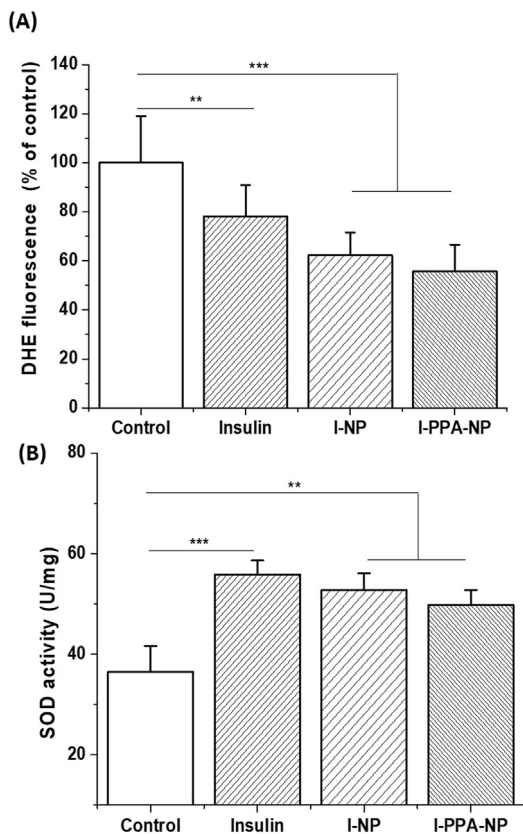 (A)
DHE fluorescence (% of control)
140
120
100
80
60
40
20
0
***
**
Control Insulin I-NP I-PPA-NP
(B)
SOD activity (U/mg)
80
60
40
20
**
***
Control Insulin I-NP I-PPA-NP